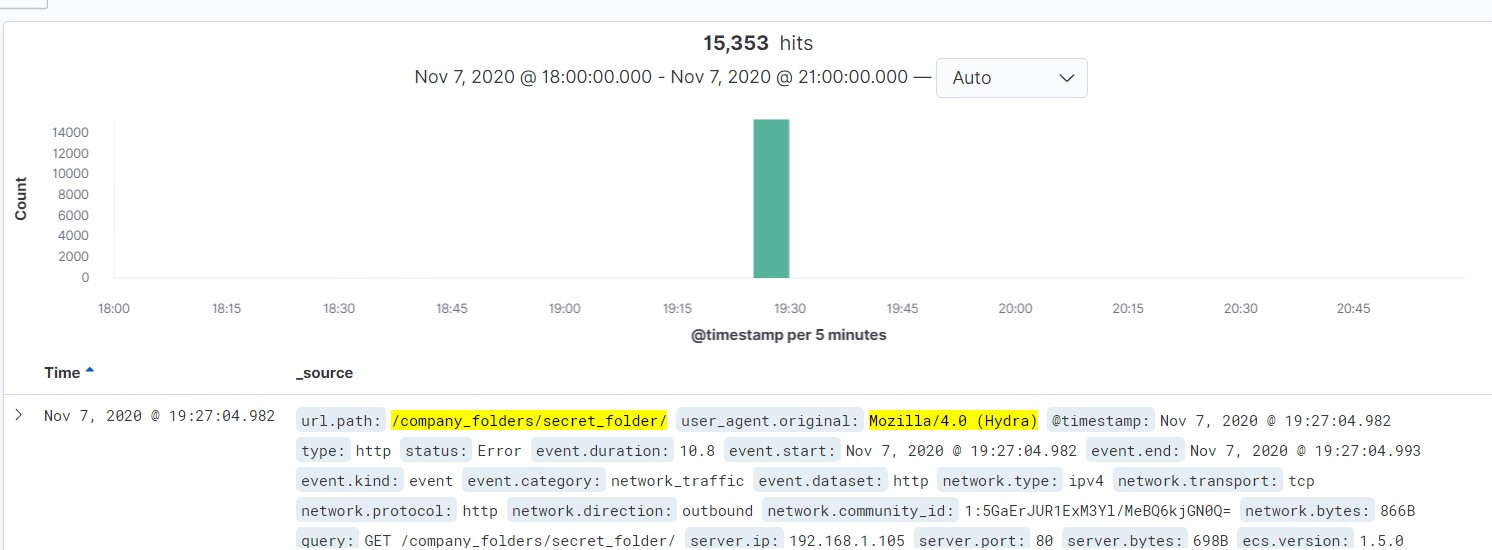 15,353 hits
Nov 7, 2020 @ 18:00:00.000 - Nov 7, 2020 @ 21:00:00.000 — Auto
14000
12000
10000
8000
6000
4000
2000
0
Count
18:00 18:15 18:30 18:45 19:00 19:15 19:30 19:45 20:00 20:15 20:30 20:45
@timestamp per 5 minutes
Time _source
Nov 7, 2020 @ 19:27:04.982 url.path: /company_folders/secret_folder/ user_agent.original: Mozilla/4.0 (Hydra) @timestamp: Nov 7, 2020 @ 19:27:04.982
type: http status: Error event.duration: 10.8 event.start: Nov 7, 2020 @ 19:27:04.982 event.end: Nov 7, 2020 @ 19:27:04.993
event.kind: event event.category: network_traffic event.dataset: http network.type: ipv4 network.transport: tcp
network.protocol: http network.direction: outbound network.community_id: 1:5GaErJUR1ExM3Yl/MeBQ6kjGN0Q= network.bytes: 866B
query: GET /company_folders/secret_folder/ server.ip: 192.168.1.105 server.port: 80 server.bytes: 698B ecs.version: 1.5.0